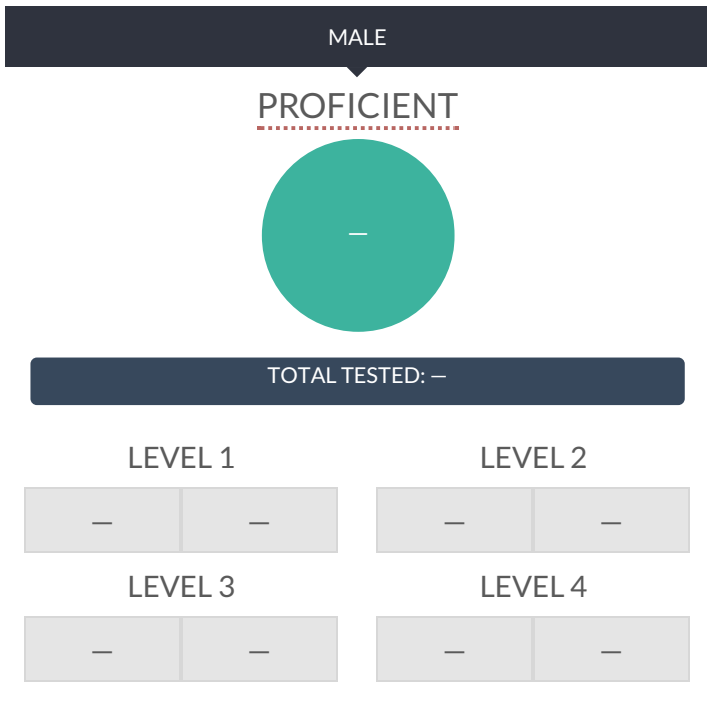 MALE
PROFICIENT
—
TOTAL TESTED: —
LEVEL 1 LEVEL 2
— — — —
LEVEL 3 LEVEL 4
— — — —